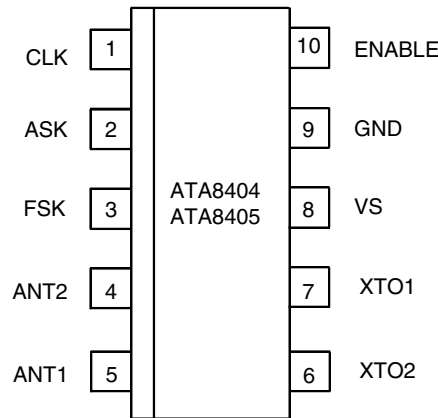 CLK 1 10 ENABLE
ASK 2 9 GND
ATA8404
ATA8405
FSK 3 8 VS
ANT2 4 7 XTO1
ANT1 5 6 XTO2